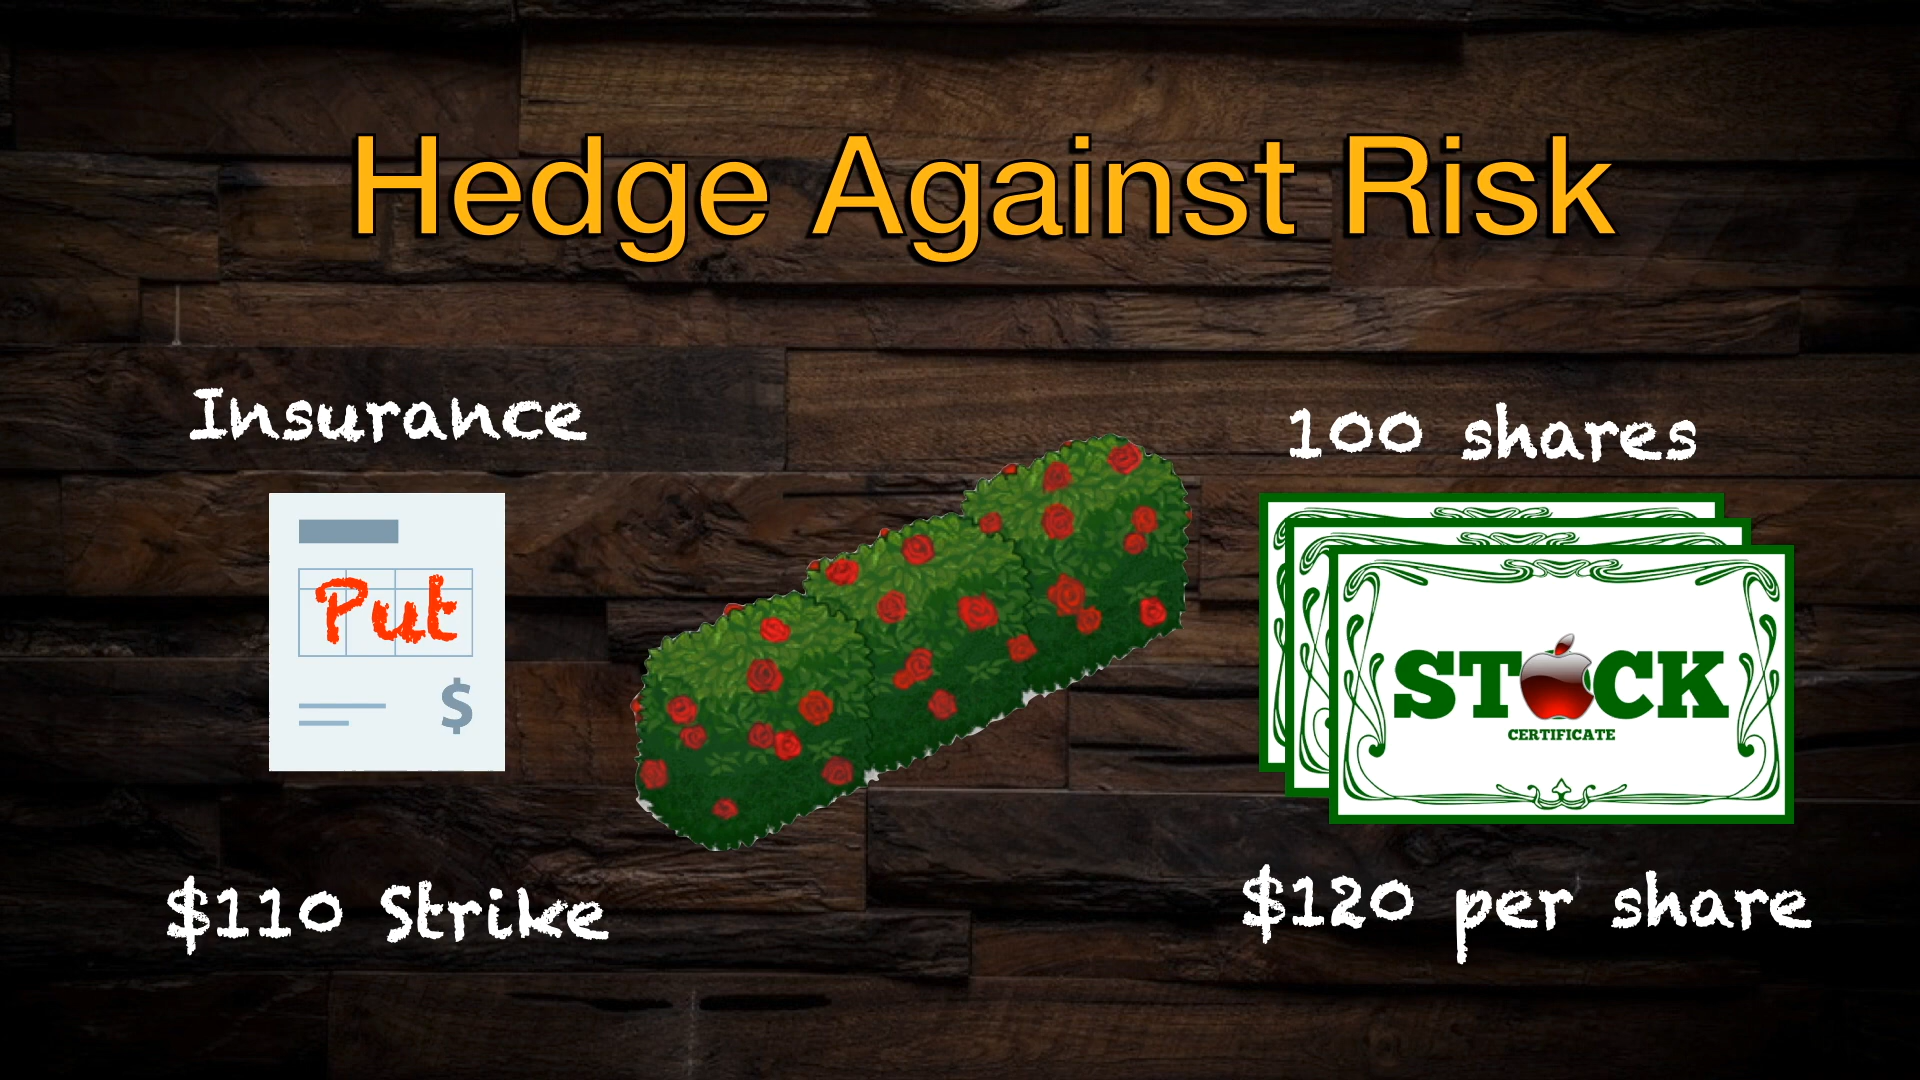 Hedge Against Risk
Insurance
100 shares
Put
$
STOCK
CERTIFICATE
$110 Strike
$120 per share